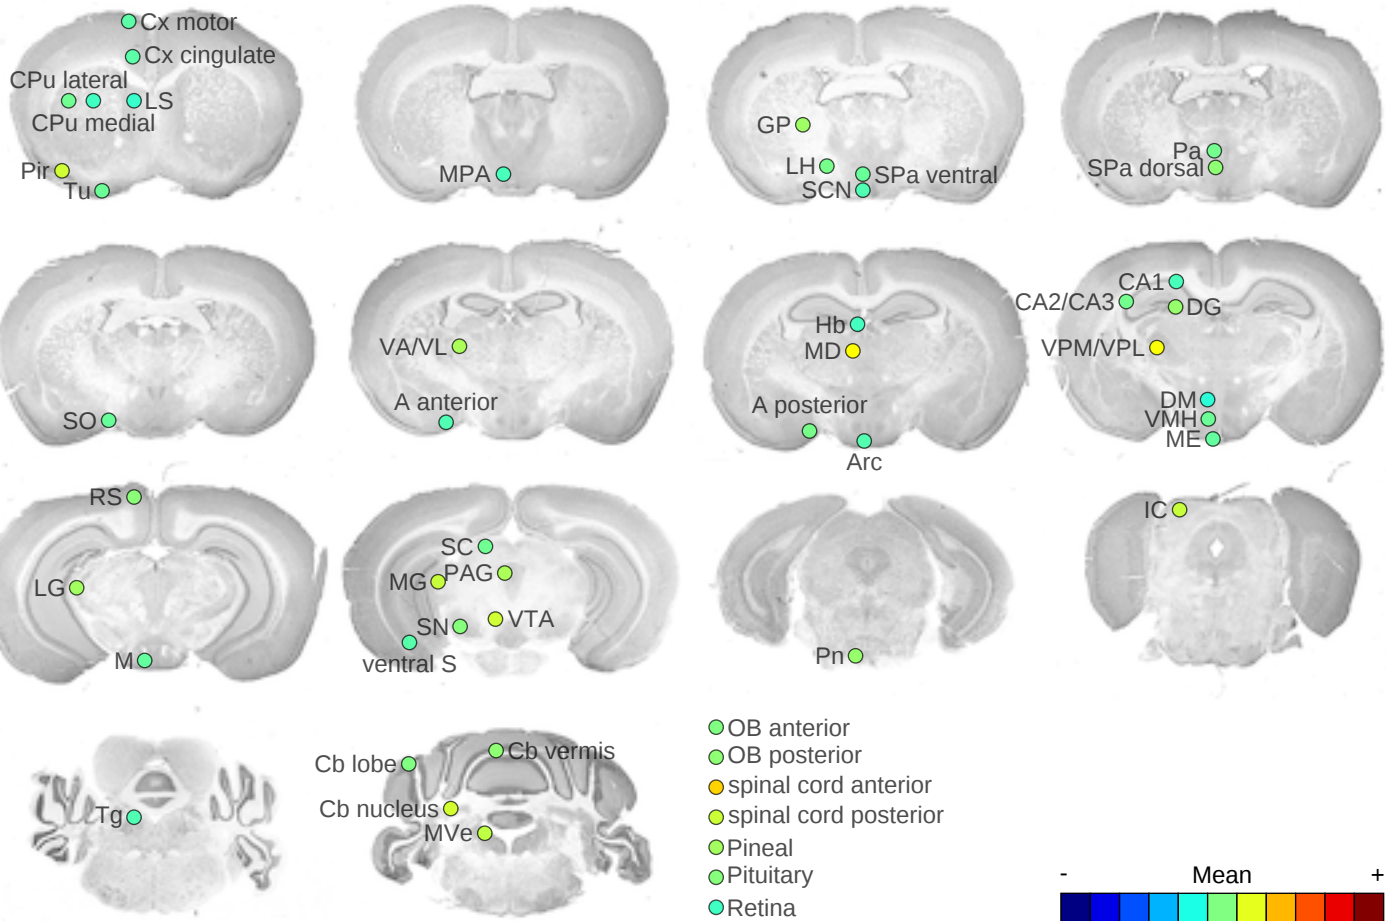 Cx motor
Cx cingulate
CPu lateral
LS
CPu medial
Pir
Tu
MPA
GP
LH
SPa ventral
SCN
Pa
SPa dorsal
SO
VA/VL
A anterior
Hb
MD
A posterior
Arc
CA1
CA2/CA3
DG
VPM/VPL
DM
VMH
ME
RS
LG
M
SC
MG
PAG
SN
VTA
ventral S
Pn
IC
Tg
Cb vermis
Cb lobe
Cb nucleus
MVe
OB anterior
OB posterior
spinal cord anterior
spinal cord posterior
Pineal
Pituitary
Retina
- Mean +